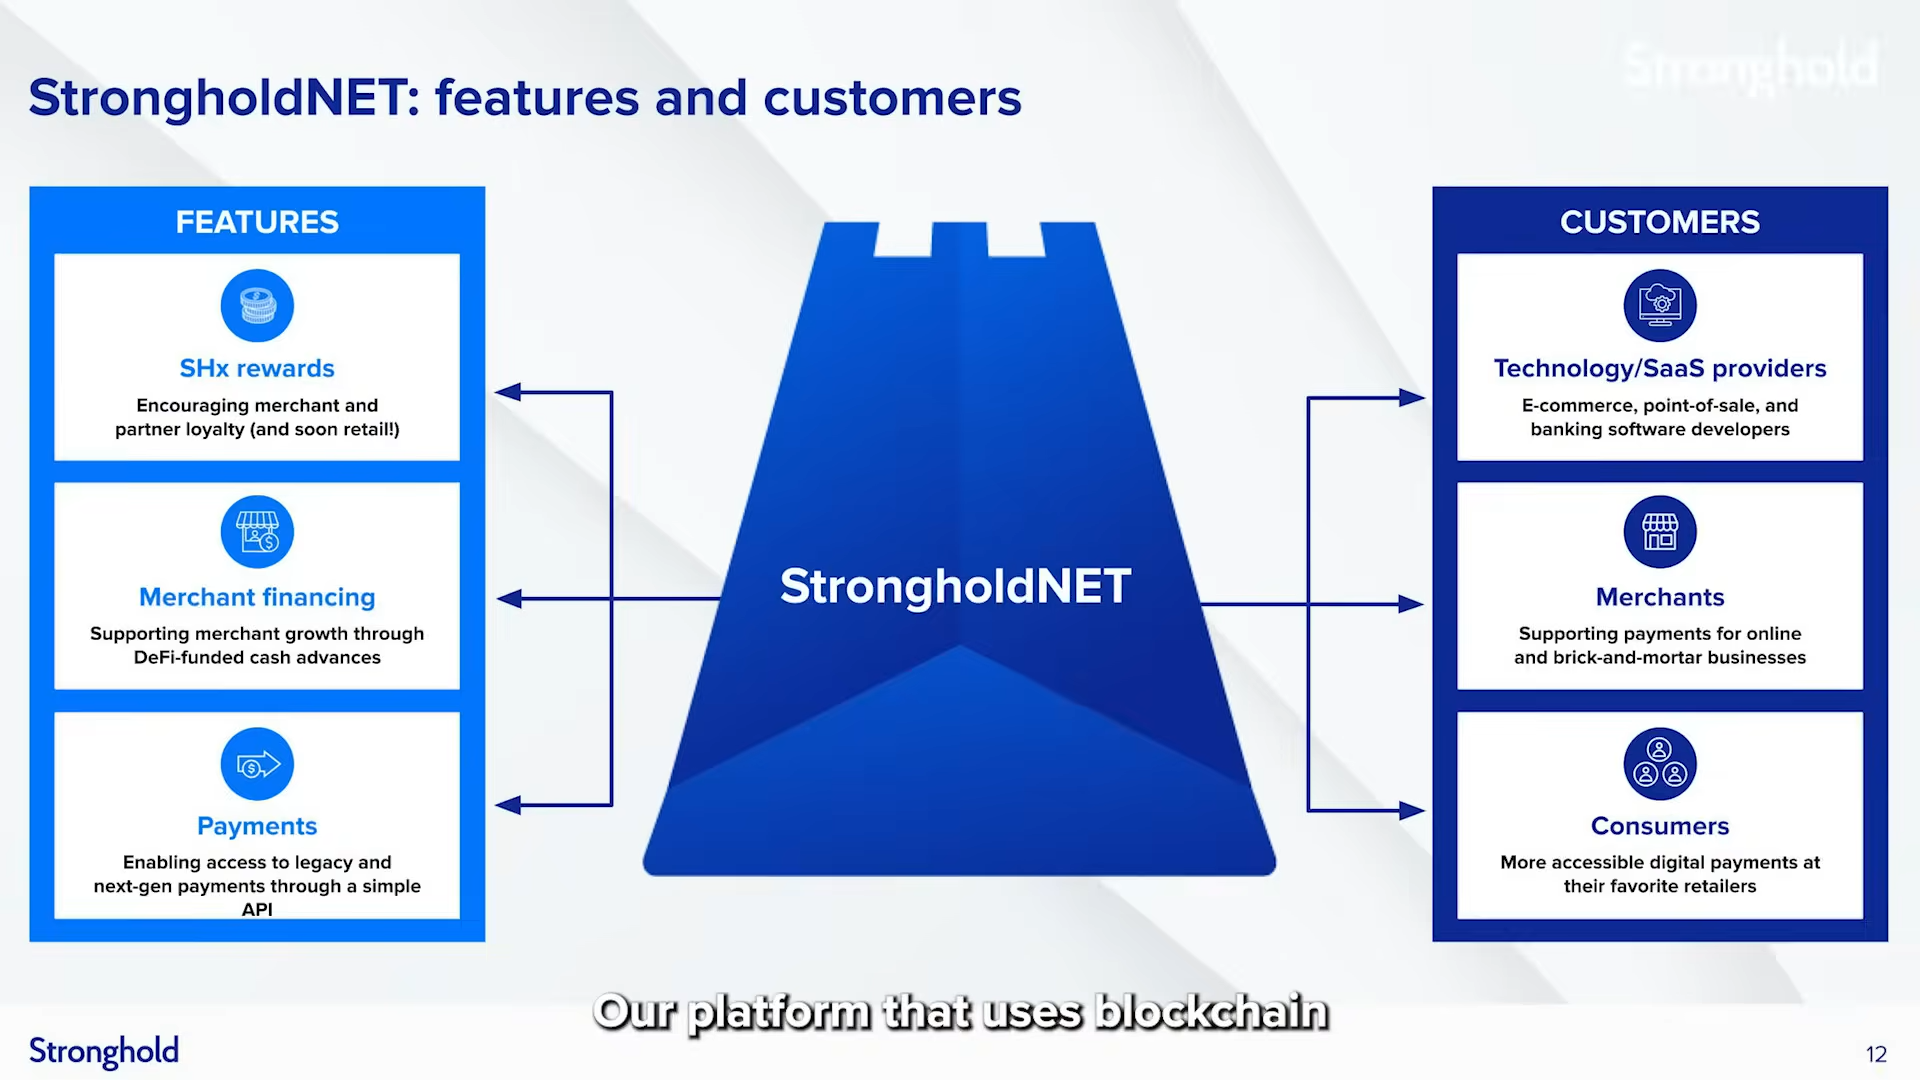 Stronghold
StrongholdNET: features and customers
FEATURES
SHx rewards
Encouraging merchant and
partner loyalty (and soon retail!)
Merchant financing
Supporting merchant growth through
DeFi-funded cash advances
Payments
Enabling access to legacy and
next-gen payments through a simple
API
StrongholdNET
CUSTOMERS
Technology/SaaS providers
E-commerce, point-of-sale, and
banking software developers
Merchants
Supporting payments for online
and brick-and-mortar businesses
Consumers
More accessible digital payments at
their favorite retailers
Our platform that uses blockchain
Stronghold
12